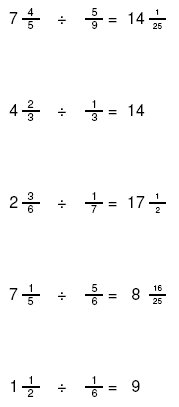 7 4/5 ÷ 5/9 = 14 1/25
4 2/3 ÷ 1/3 = 14
2 3/6 ÷ 1/7 = 17 1/2
7 1/5 ÷ 5/6 = 8 16/25
1 1/2 ÷ 1/6 = 9